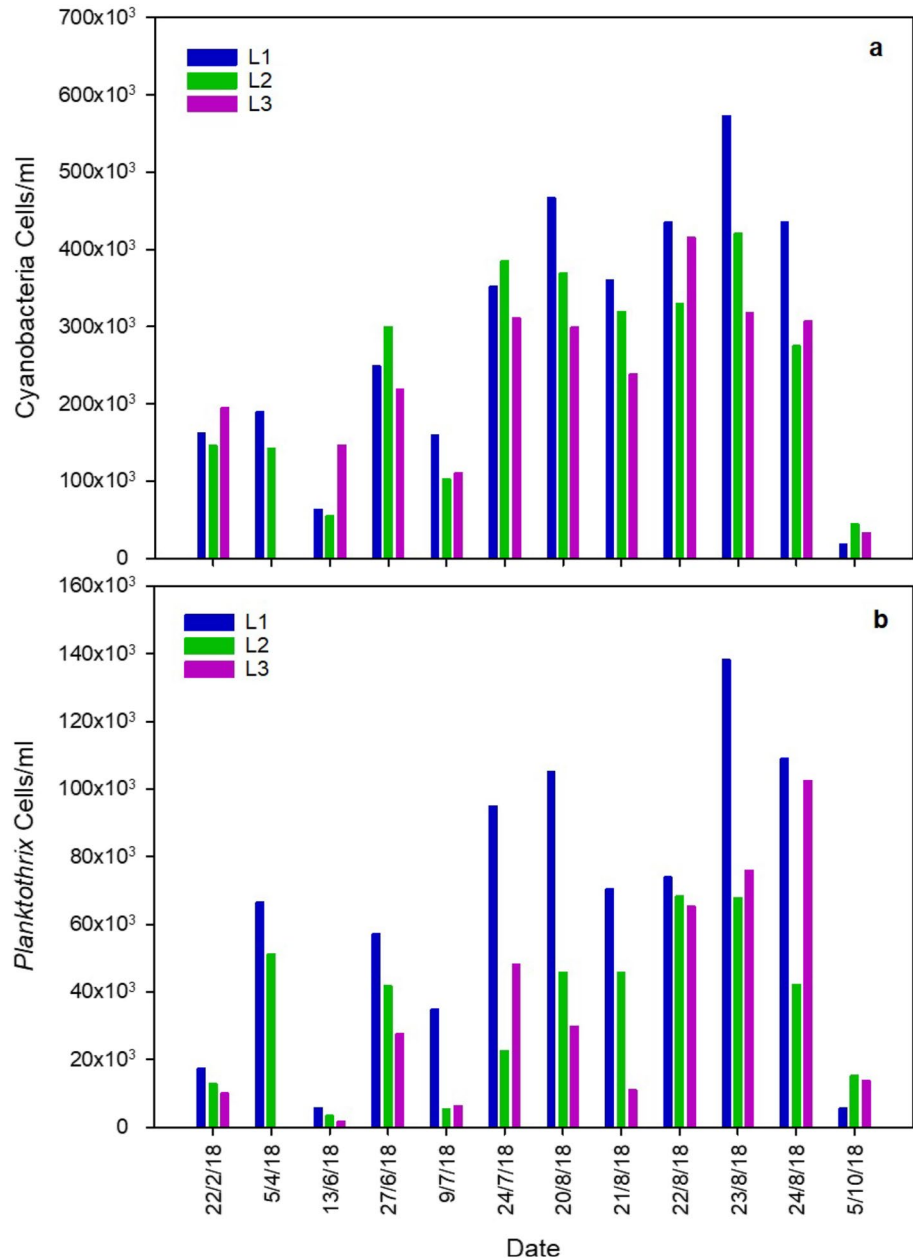 700x10³
600x10³
500x10³
400x10³
300x10³
200x10³
100x10³
0
Cyanobacteria Cells/ml
L1
L2
L3
a
160x10³
140x10³
120x10³
100x10³
80x10³
60x10³
40x10³
20x10³
0
Planktothrix Cells/ml
L1
L2
L3
b
22/2/18
5/4/18
13/6/18
27/6/18
9/7/18
24/7/18
20/8/18
21/8/18
22/8/18
23/8/18
24/8/18
5/10/18
Date